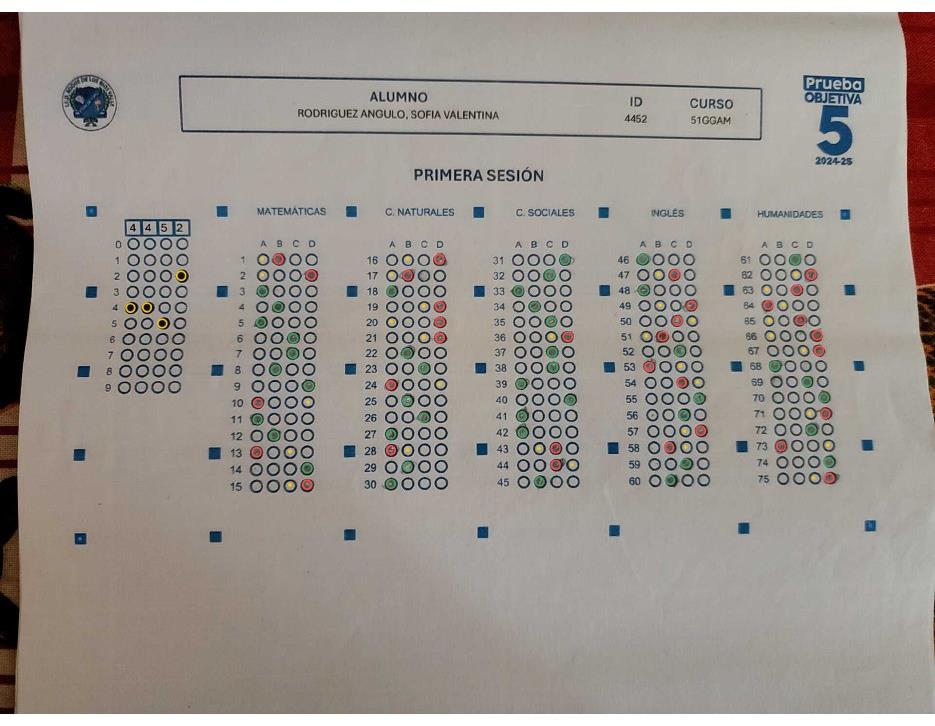 I.E.D. ROQUE DE LOS RIOS VALLE
Prueba
OBJETIVA
5
2024-25
ALUMNO ID CURSO
RODRIGUEZ ANGULO, SOFIA VALENTINA 4452 51GGAM
PRIMERA SESIÓN
MATEMÁTICAS C. NATURALES C. SOCIALES INGLÉS HUMANIDADES
4 4 5 2
A B C D A B C D A B C D A B C D A B C D
0
1
2
3
4
5
6
7
8
9
1 16 31 46 61
2 17 32 47 62
3 18 33 48 63
4 19 34 49 64
5 20 35 50 65
6 21 36 51 66
7 22 37 52 67
8 23 38 53 68
9 24 39 54 69
10 25 40 55 70
11 26 41 56 71
12 27 42 57 72
13 28 43 58 73
14 29 44 59 74
15 30 45 60 75